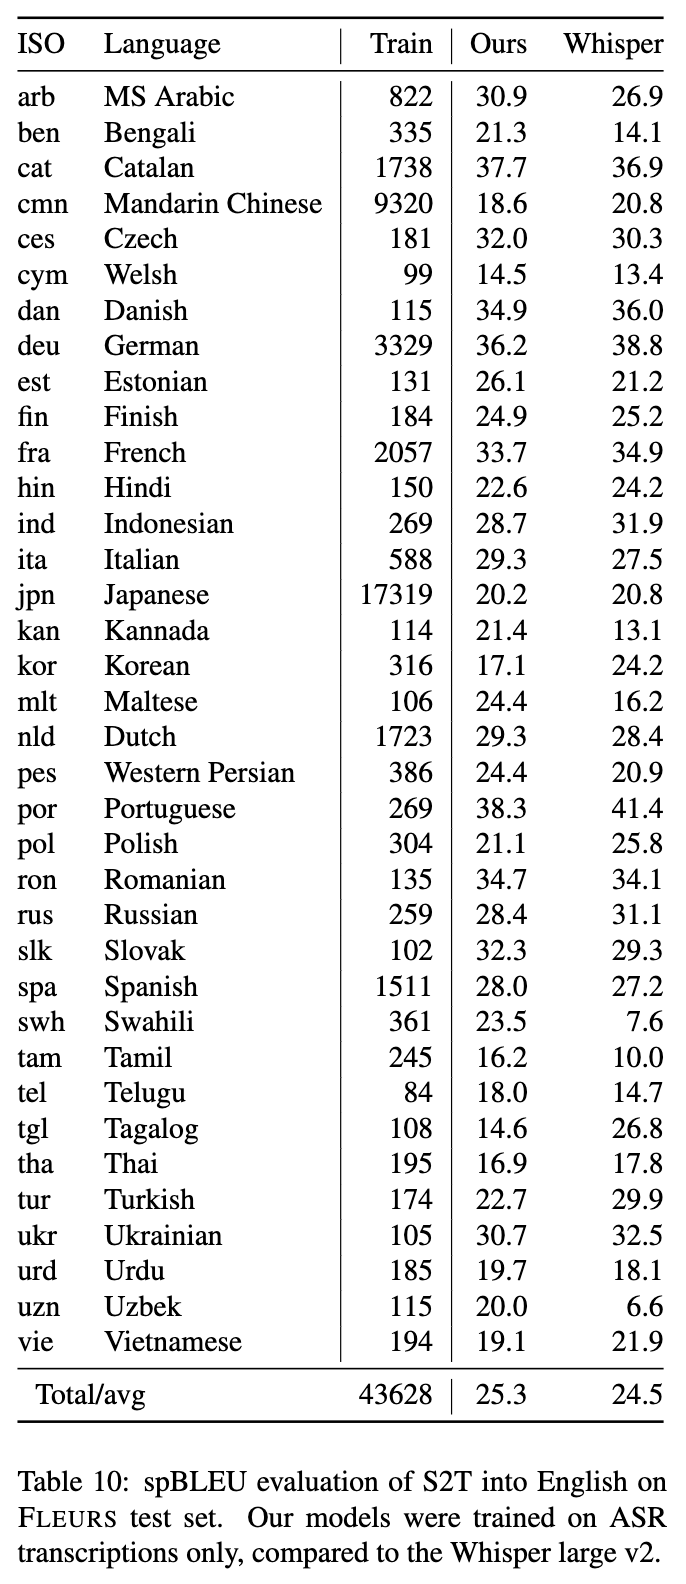 ISO Language Train Ours Whisper
arb MS Arabic 822 30.9 26.9
ben Bengali 335 21.3 14.1
cat Catalan 1738 37.7 36.9
cmn Mandarin Chinese 9320 18.6 20.8
ces Czech 181 32.0 30.3
cym Welsh 99 14.5 13.4
dan Danish 115 34.9 36.0
deu German 3329 36.2 38.8
est Estonian 131 26.1 21.2
fin Finish 184 24.9 25.2
fra French 2057 33.7 34.9
hin Hindi 150 22.6 24.2
ind Indonesian 269 28.7 31.9
ita Italian 588 29.3 27.5
jpn Japanese 17319 20.2 20.8
kan Kannada 114 21.4 13.1
kor Korean 316 17.1 24.2
mlt Maltese 106 24.4 16.2
nld Dutch 1723 29.3 28.4
pes Western Persian 386 24.4 20.9
por Portuguese 269 38.3 41.4
pol Polish 304 21.1 25.8
ron Romanian 135 34.7 34.1
rus Russian 259 28.4 31.1
slk Slovak 102 32.3 29.3
spa Spanish 1511 28.0 27.2
swh Swahili 361 23.5 7.6
tam Tamil 245 16.2 10.0
tel Telugu 84 18.0 14.7
tgl Tagalog 108 14.6 26.8
tha Thai 195 16.9 17.8
tur Turkish 174 22.7 29.9
ukr Ukrainian 105 30.7 32.5
urd Urdu 185 19.7 18.1
uzn Uzbek 115 20.0 6.6
vie Vietnamese 194 19.1 21.9
Total/avg 43628 25.3 24.5
Table 10: spBLEU evaluation of S2T into English on
FLEURS test set. Our models were trained on ASR
transcriptions only, compared to the Whisper large v2.